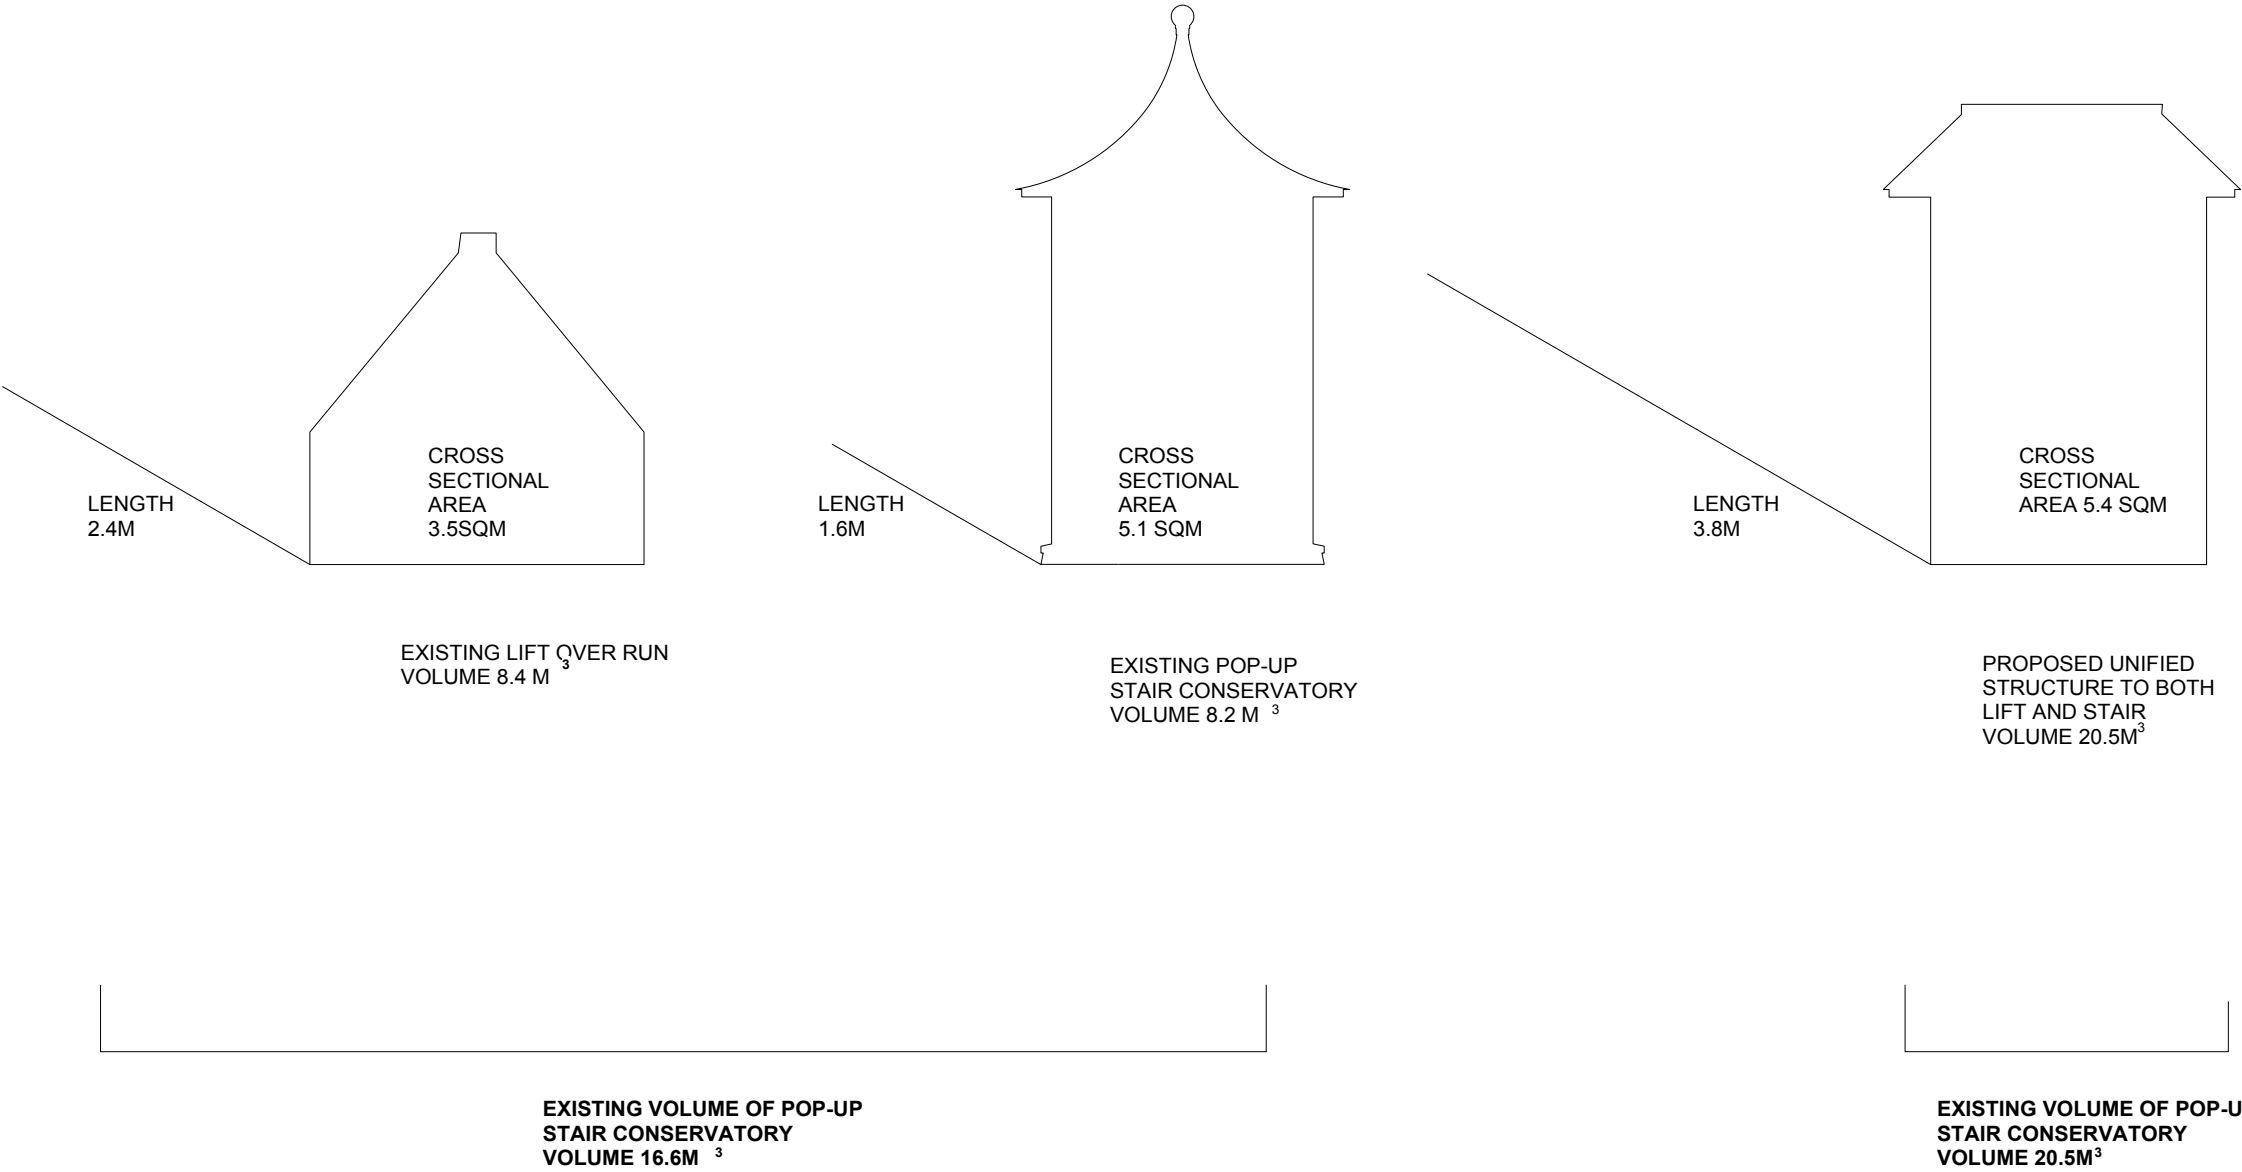 LENGTH
2.4M
CROSS
SECTIONAL
AREA
3.5SQM
EXISTING LIFT OVER RUN
VOLUME 8.4 M 3
LENGTH
1.6M
CROSS
SECTIONAL
AREA
5.1 SQM
EXISTING POP-UP
STAIR CONSERVATORY
VOLUME 8.2 M 3
LENGTH
3.8M
CROSS
SECTIONAL
AREA 5.4 SQM
PROPOSED UNIFIED
STRUCTURE TO BOTH
LIFT AND STAIR
VOLUME 20.5M3
EXISTING VOLUME OF POP-UP
STAIR CONSERVATORY
VOLUME 16.6M 3
EXISTING VOLUME OF POP-U
STAIR CONSERVATORY
VOLUME 20.5M3